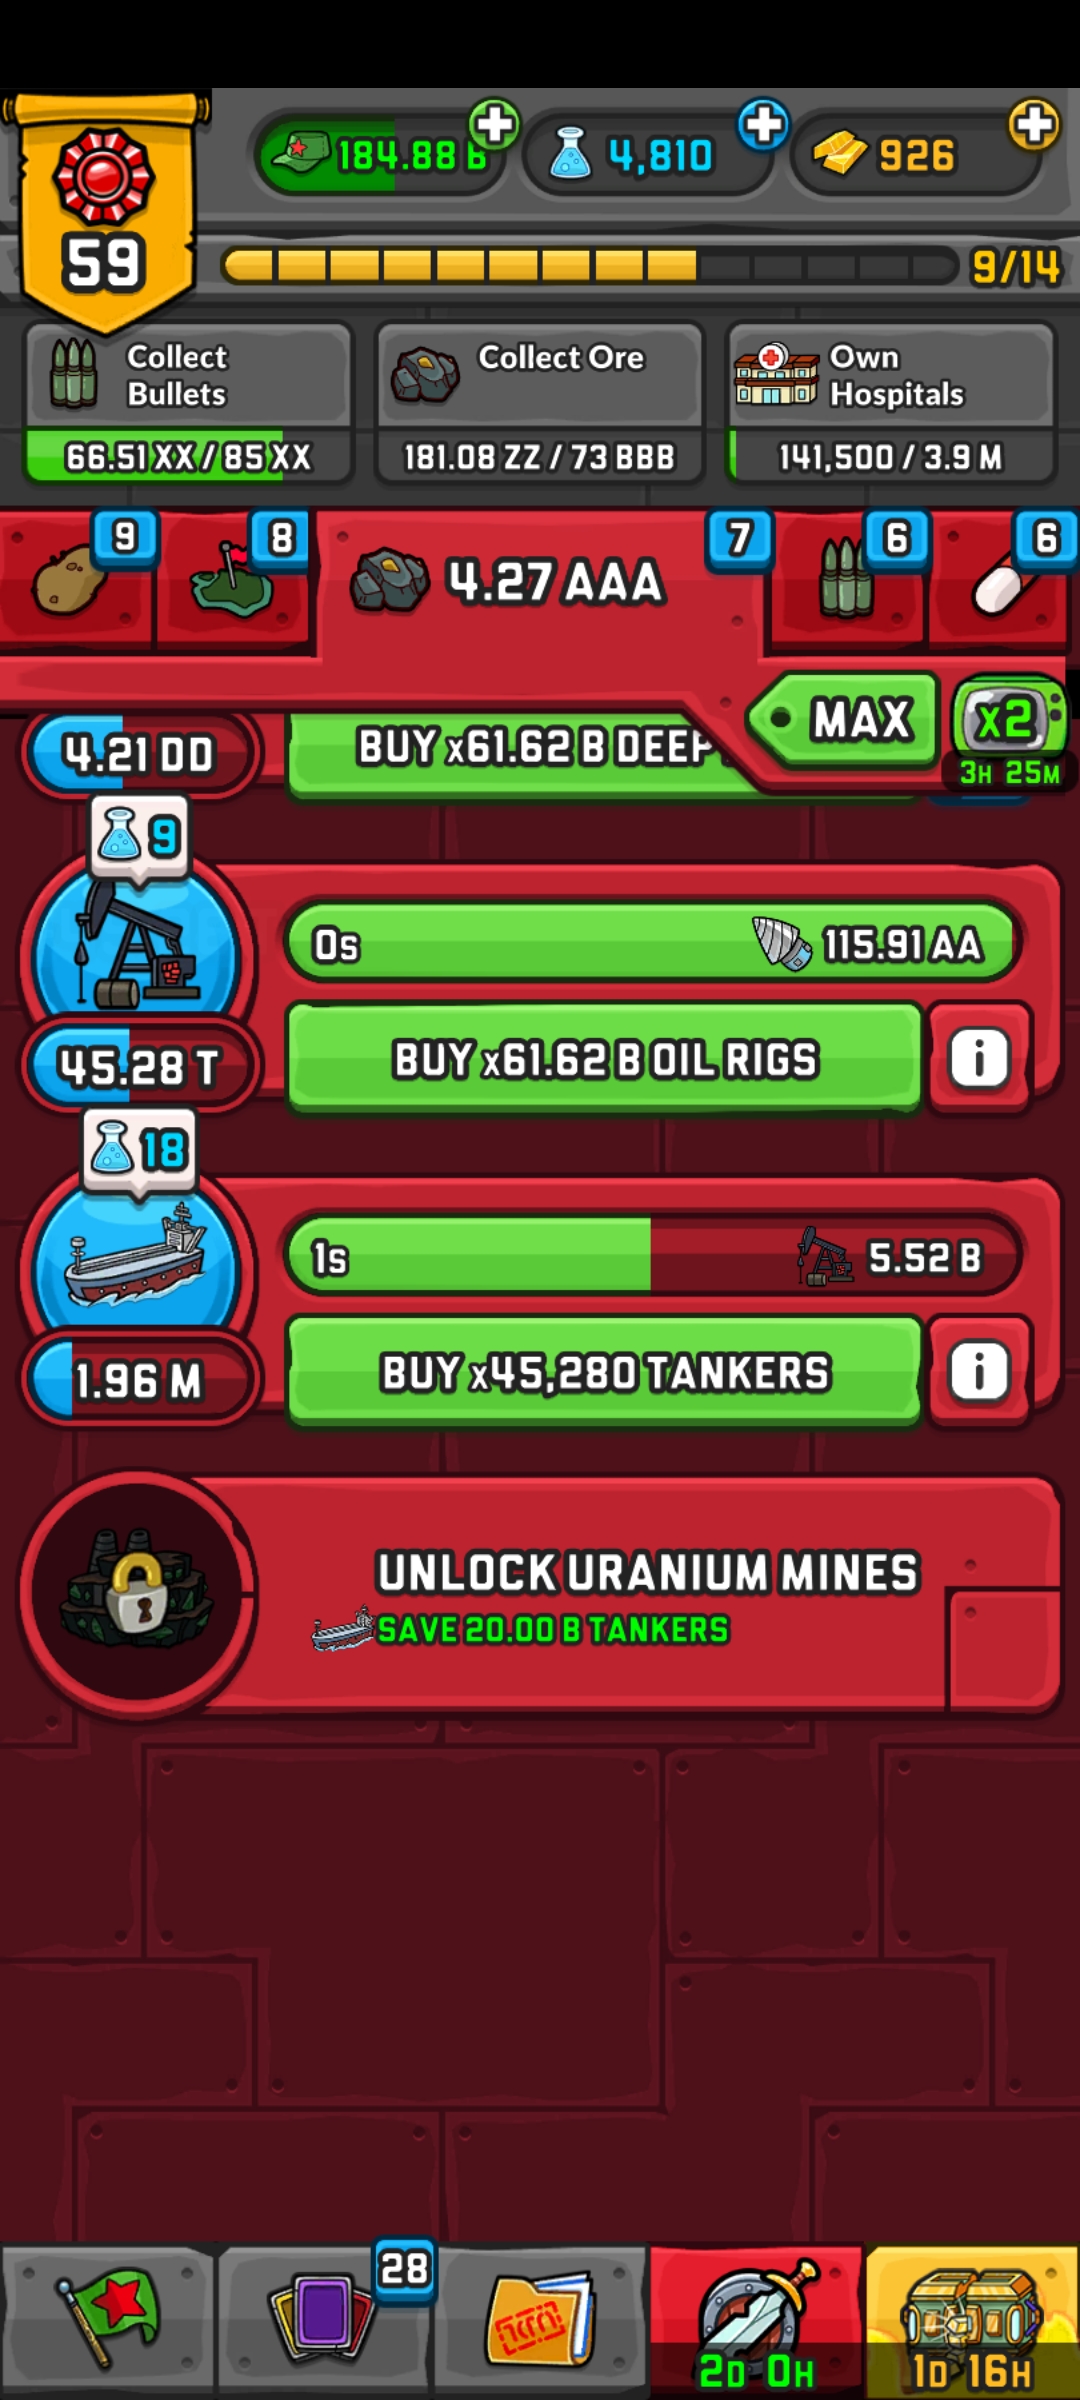 59
184.88 B
4,810
926
9/14
Collect
Bullets
66.51 XX / 85 XX
Collect Ore
181.08 ZZ / 73 BBB
Own
Hospitals
141,500 / 3.9 M
9
8
4.27 AAA
7
6
6
MAX
x2
3H 25M
4.21 DD
BUY x61.62 B DEEP
9
0s
115.91 AA
45.28 T
BUY x61.62 B OIL RIGS
i
18
1s
5.52 B
1.96 M
BUY x45,280 TANKERS
i
UNLOCK URANIUM MINES
SAVE 20.00 B TANKERS
28
2D 0H
1D 16H